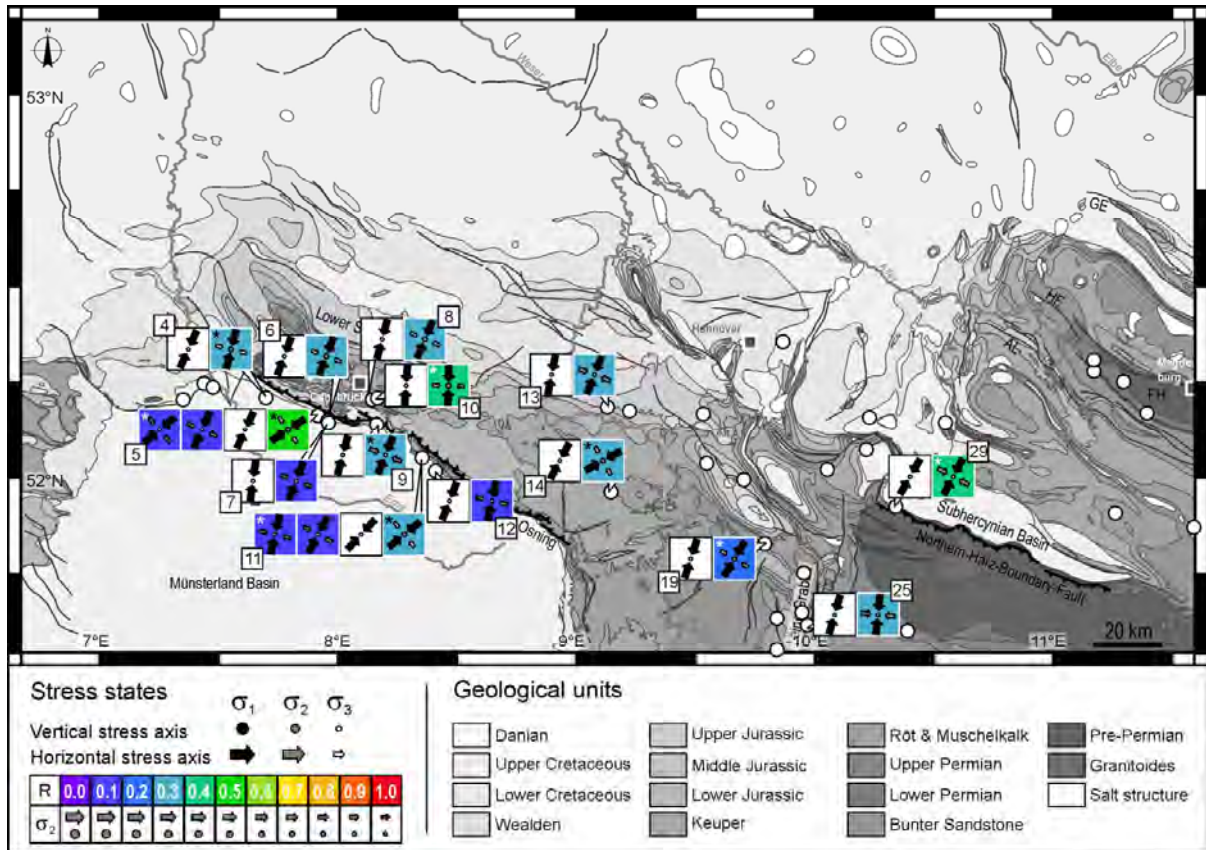 N
53°N
52°N
7°E
8°E
9°E
10°E
11°E
Weser
Elbe
Aller
Hannover
Lower S
GE
HF
AL
FH
Magde
burg
4
6
8
10
13
5
7
9
14
11
12
19
25
29
Osning
Münsterland Basin
Subhercynian Basin
Northern-Harz-Boundary-Fault
20 km
Stress states
σ1 σ2 σ3
Vertical stress axis
Horizontal stress axis
R 0.0 0.1 0.2 0.3 0.4 0.5 0.6 0.7 0.8 0.9 1.0
σ2
Geological units
Danian
Upper Cretaceous
Lower Cretaceous
Wealden
Upper Jurassic
Middle Jurassic
Lower Jurassic
Keuper
Röt & Muschelkalk
Upper Permian
Lower Permian
Bunter Sandstone
Pre-Permian
Granitoides
Salt structure